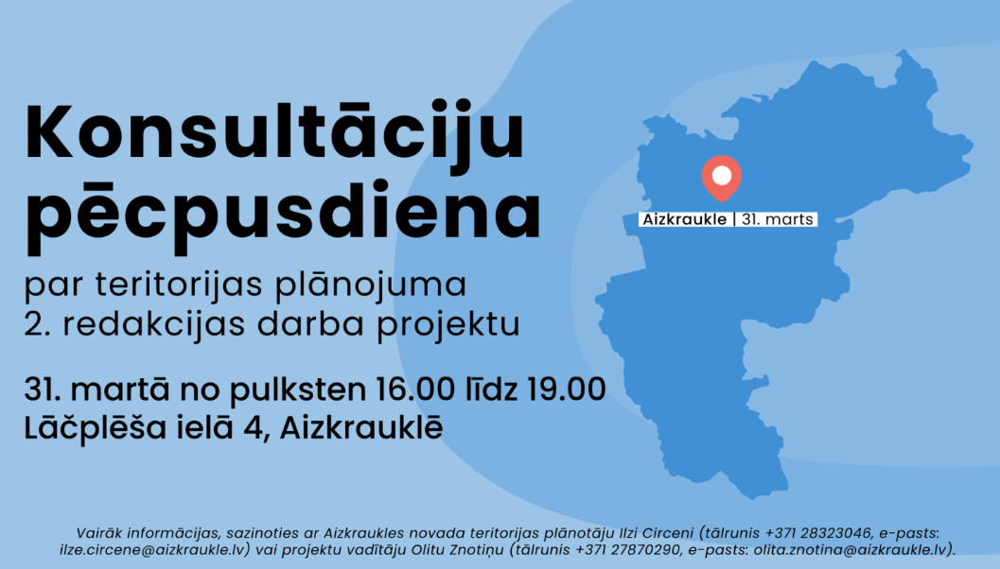 Konsultāciju
pēcpusdiena
par teritorijas plānojuma
2. redakcijas darba projektu
31. martā no pulksten 16.00 līdz 19.00
Lāčplēša ielā 4, Aizkrauklē
Aizkraukle | 31. marts
Vairāk informācijas, sazinoties ar Aizkraukles novada teritorijas plānotāju Ilzi Circeni (tālrunis +371 28323046, e-pasts:
ilze.circene@aizkraukle.lv) vai projektu vadītāju Olitu Znotiņu (tālrunis +371 27870290, e-pasts: olita.znotina@aizkraukle.lv).